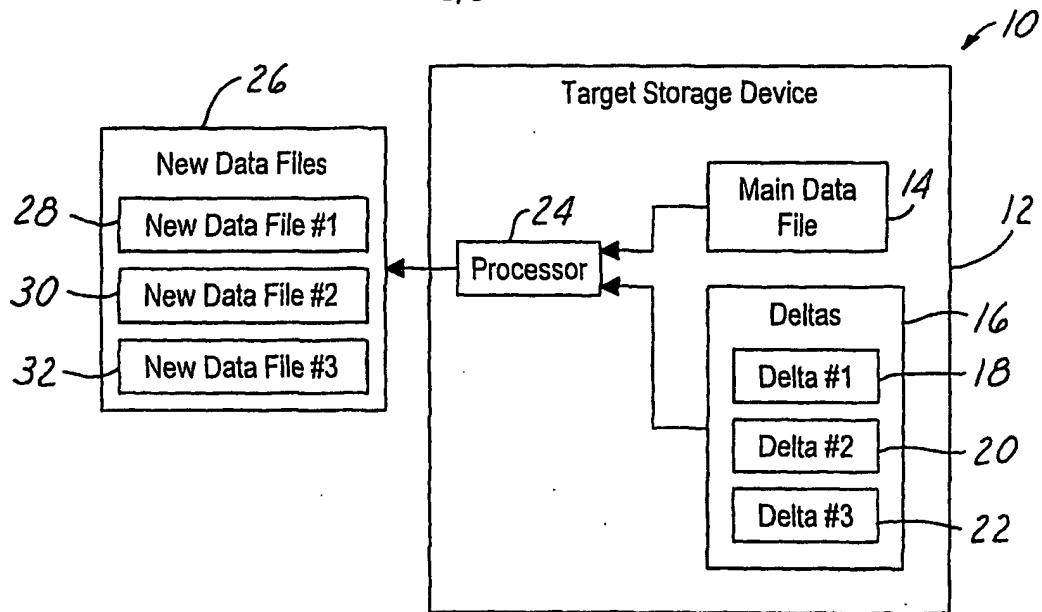 10
26
Target Storage Device
New Data Files
Main Data
File
14
12
28
New Data File #1
24
Processor
30
New Data File #2
Deltas
16
32
New Data File #3
Delta #1
18
Delta #2
20
Delta #3
22